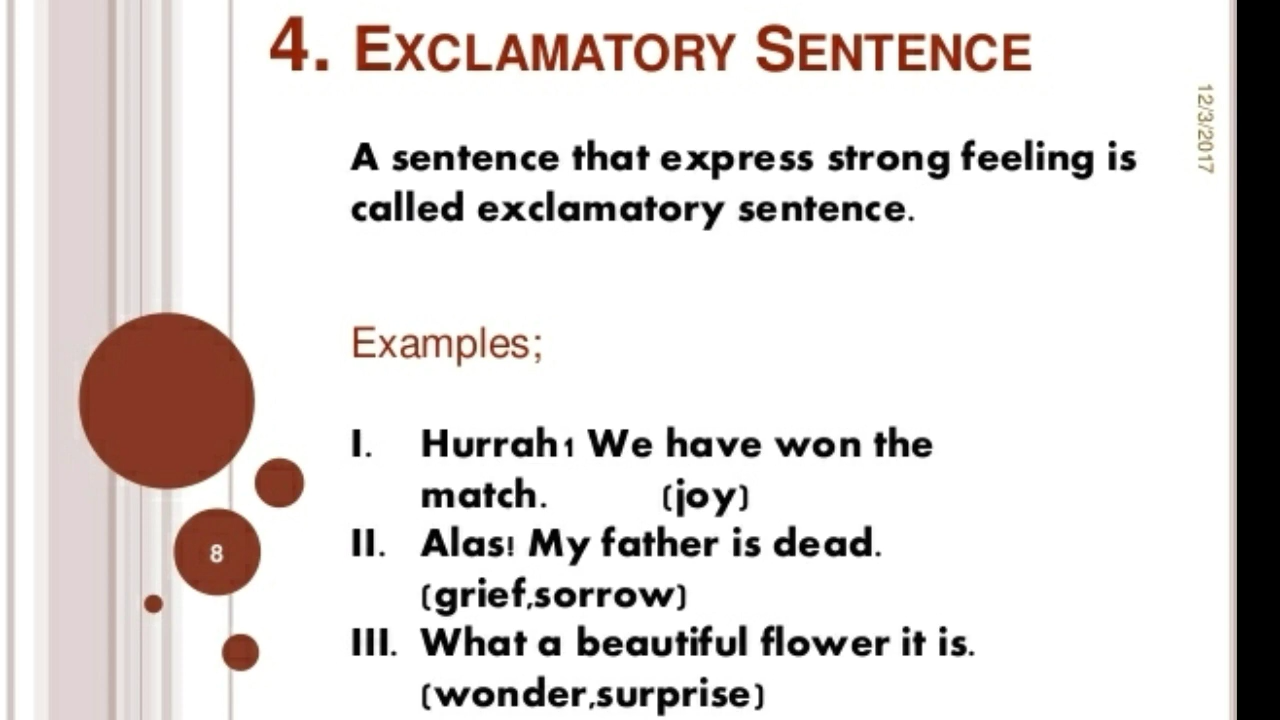 4. EXCLAMATORY SENTENCE
12/3/2017
A sentence that express strong feeling is
called exclamatory sentence.
Examples;
I. Hurrah1 We have won the
match. (joy)
II. Alas! My father is dead.
(grief,sorrow)
8
III. What a beautiful flower it is.
(wonder,surprise)